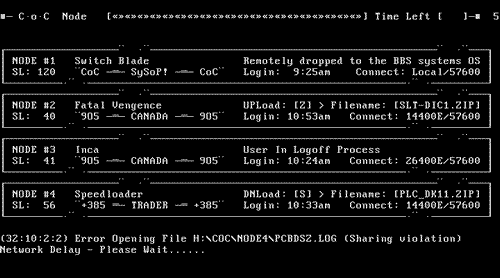 C·o·C Node [«»«»«»«»«»«»«»«»«»«»«»«»«»«»«»«»«»«»] Time Left [ ]─■ 5
NODE #1 Switch Blade Remotely dropped to the BBS systems OS
SL: 120 "CoC ─══─ SySoP! ─══─ CoC" Login: 9:25am Connect: Local/57600
NODE #2 Fatal Vengence UPLoad: [Z] > Filename: [SLT-DIC1.ZIP]
SL: 40 "905 ─══─ CANADA ─══─ 905" Login: 10:53am Connect: 14400E/57600
NODE #3 Inca User In Logoff Process
SL: 41 "905 ─══─ CANADA ─══─ 905" Login: 10:24am Connect: 26400E/57600
NODE #4 Speedloader DNLoad: [S] > Filename: [PLC_DK11.ZIP]
SL: 56 "+385 ─══─ TRADER ─══─ +385" Login: 10:33am Connect: 14400E/57600
(32:10:2:2) Error Opening File H:\COC\NODE4\PCBDSZ.LOG (Sharing violation)
Network Delay - Please Wait......